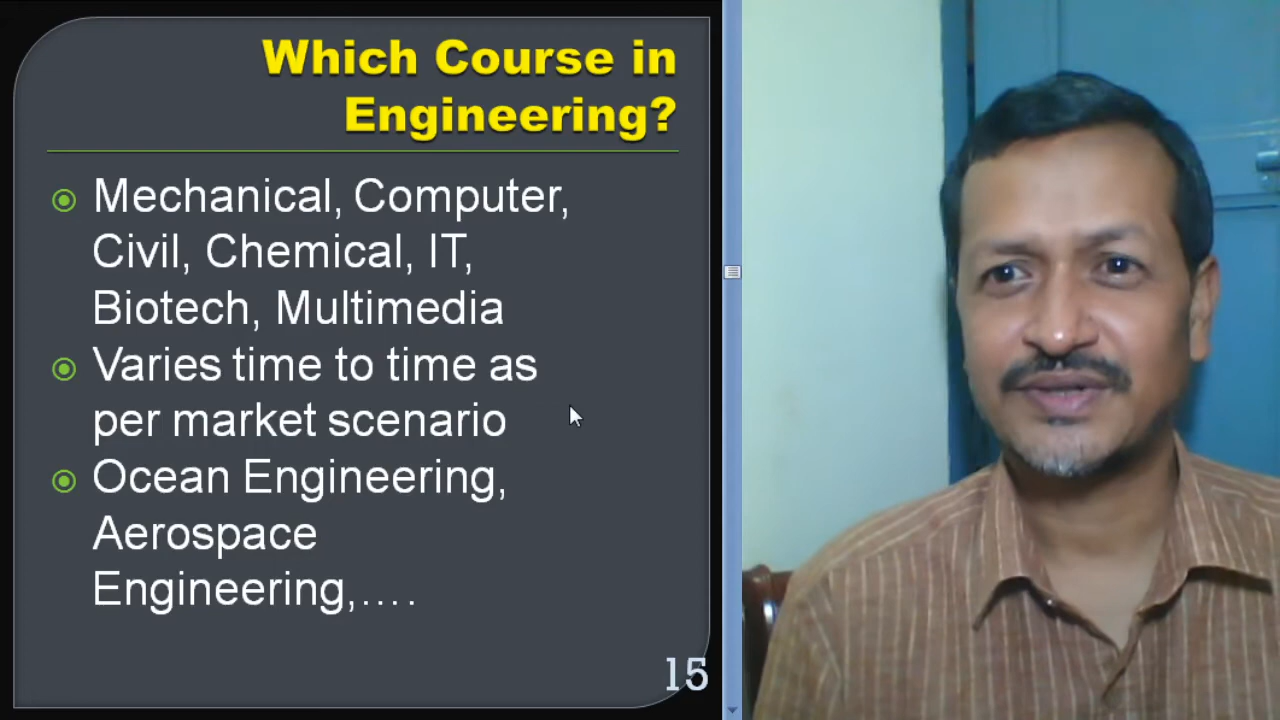 Which Course in
Engineering?
Mechanical, Computer,
Civil, Chemical, IT,
Biotech, Multimedia
Varies time to time as
per market scenario
Ocean Engineering,
Aerospace
Engineering,....
15